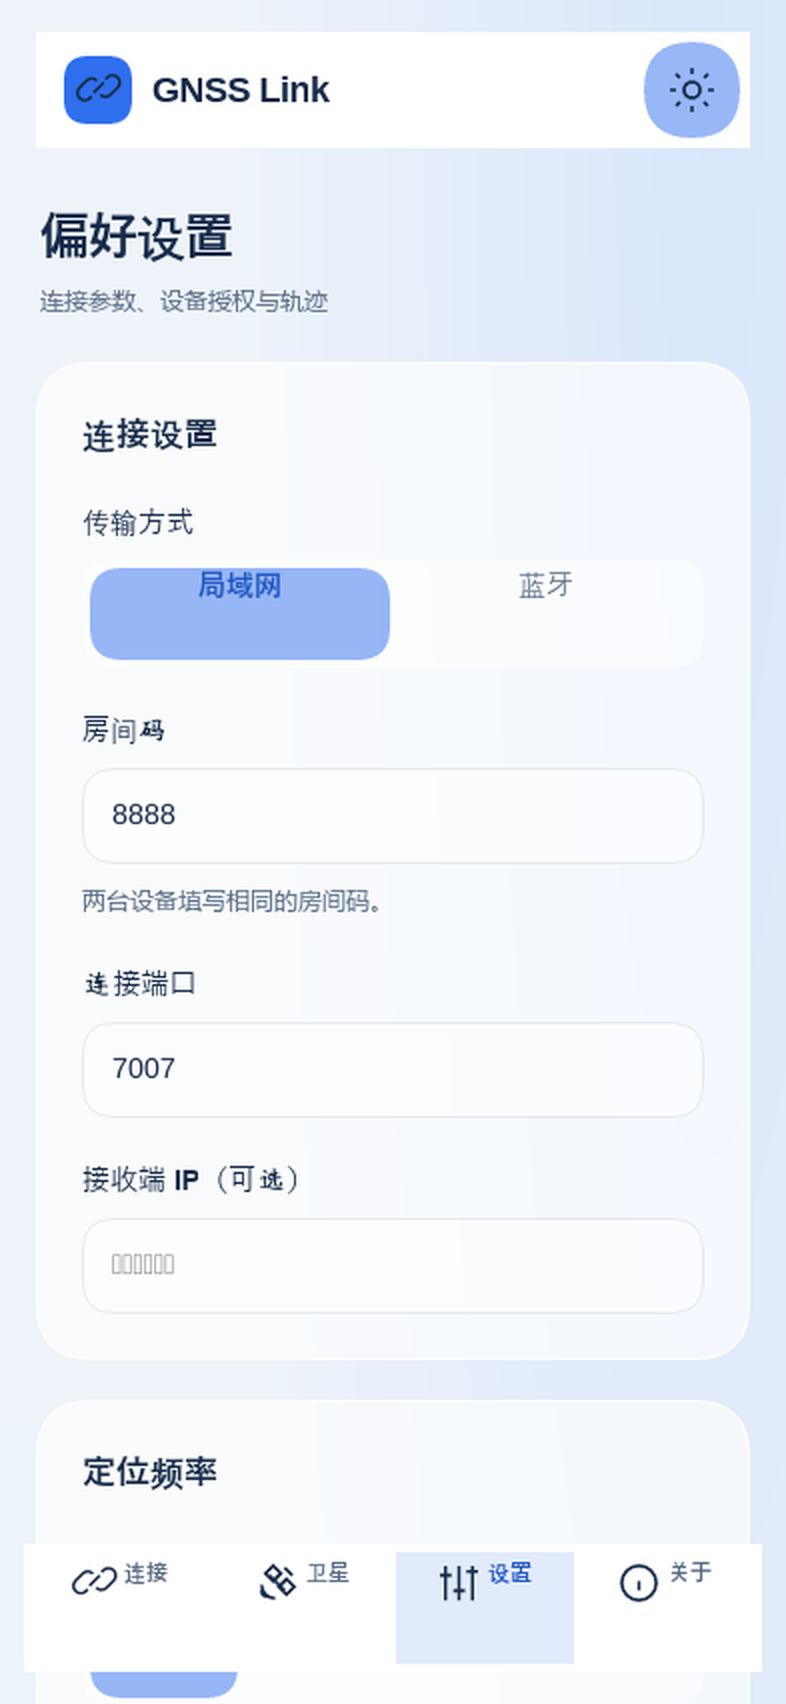 GNSS Link
偏好设置
连接参数、设备授权与轨迹
连接设置
传输方式
局域网 蓝牙
房间码
8888
两台设备填写相同的房间码。
连接端口
7007
接收端 IP（可选）
定位频率
连接 卫星 设置 关于